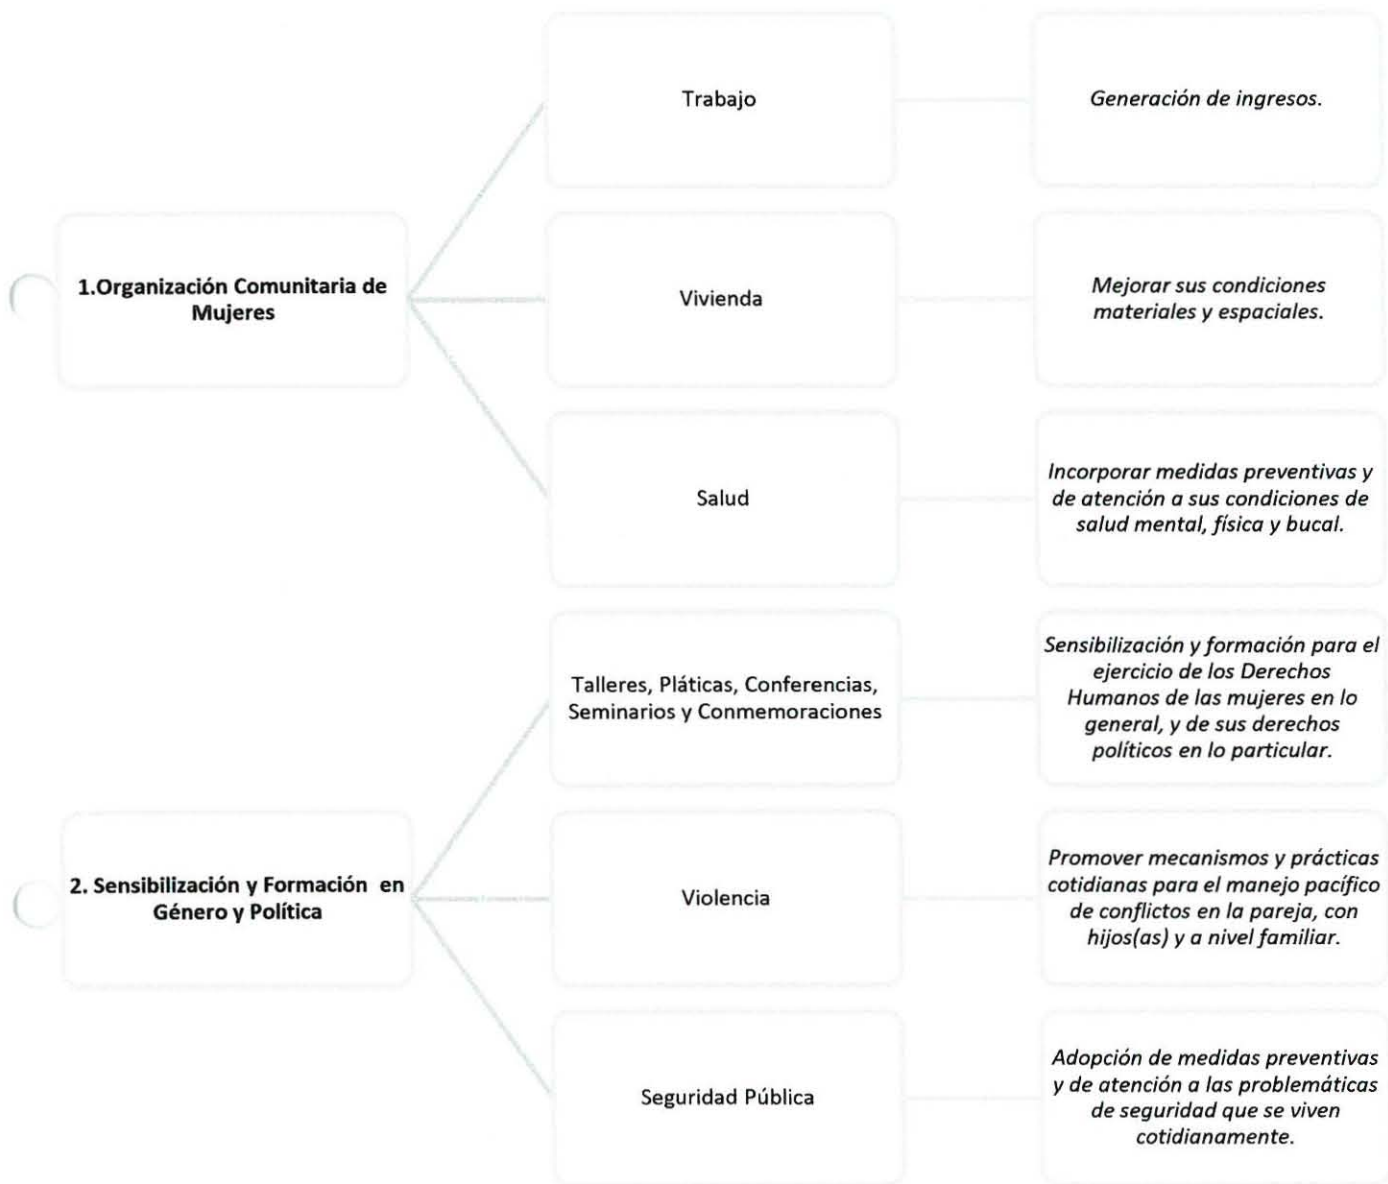 Trabajo
Generación de ingresos.
1.Organización Comunitaria de
Mujeres
Vivienda
Mejorar sus condiciones
materiales y espaciales.
Salud
Incorporar medidas preventivas y
de atención a sus condiciones de
salud mental, física y bucal.
Talleres, Pláticas, Conferencias,
Seminarios y Conmemoraciones
Sensibilización y formación para el
ejercicio de los Derechos
Humanos de las mujeres en lo
general, y de sus derechos
políticos en lo particular.
2. Sensibilización y Formación en
Género y Política
Violencia
Promover mecanismos y prácticas
cotidianas para el manejo pacífico
de conflictos en la pareja, con
hijos(as) y a nivel familiar.
Seguridad Pública
Adopción de medidas preventivas
y de atención a las problemáticas
de seguridad que se viven
cotidianamente.